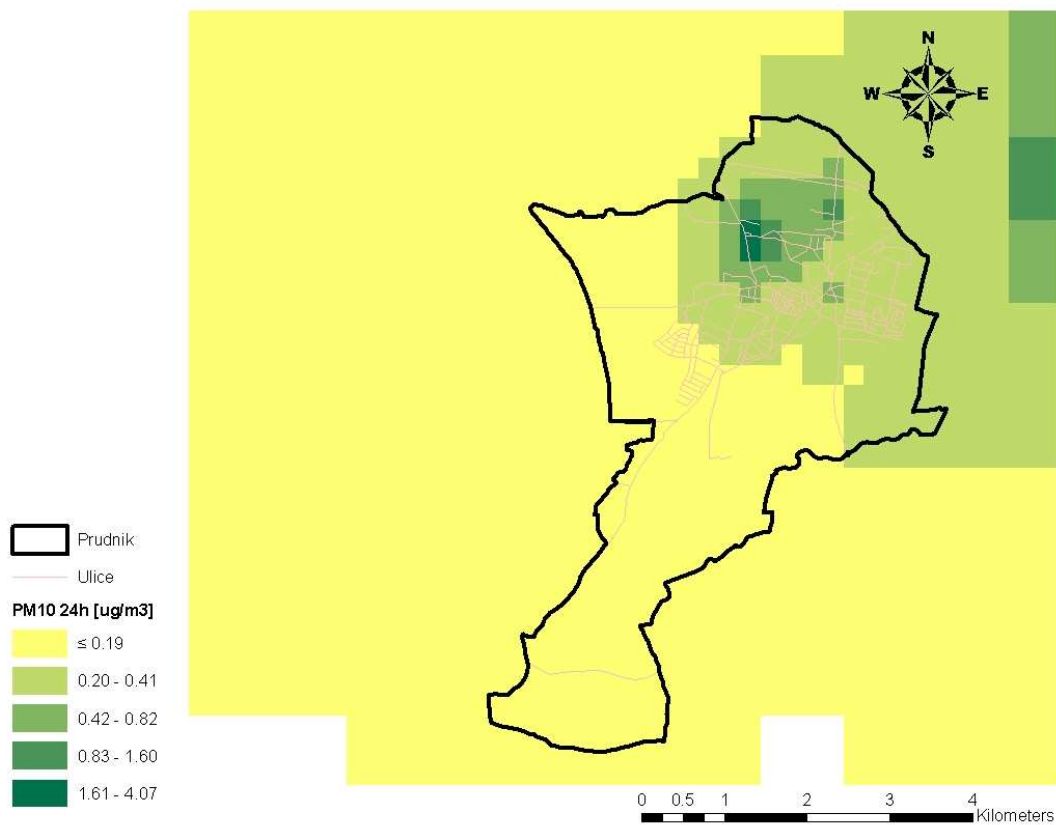 N
W E
S
Prudnik
Ulice
PM10 24h [ug/m3]
≤ 0.19
0.20 - 0.41
0.42 - 0.82
0.83 - 1.60
1.61 - 4.07
0 0.5 1 2 3 4
Kilometers